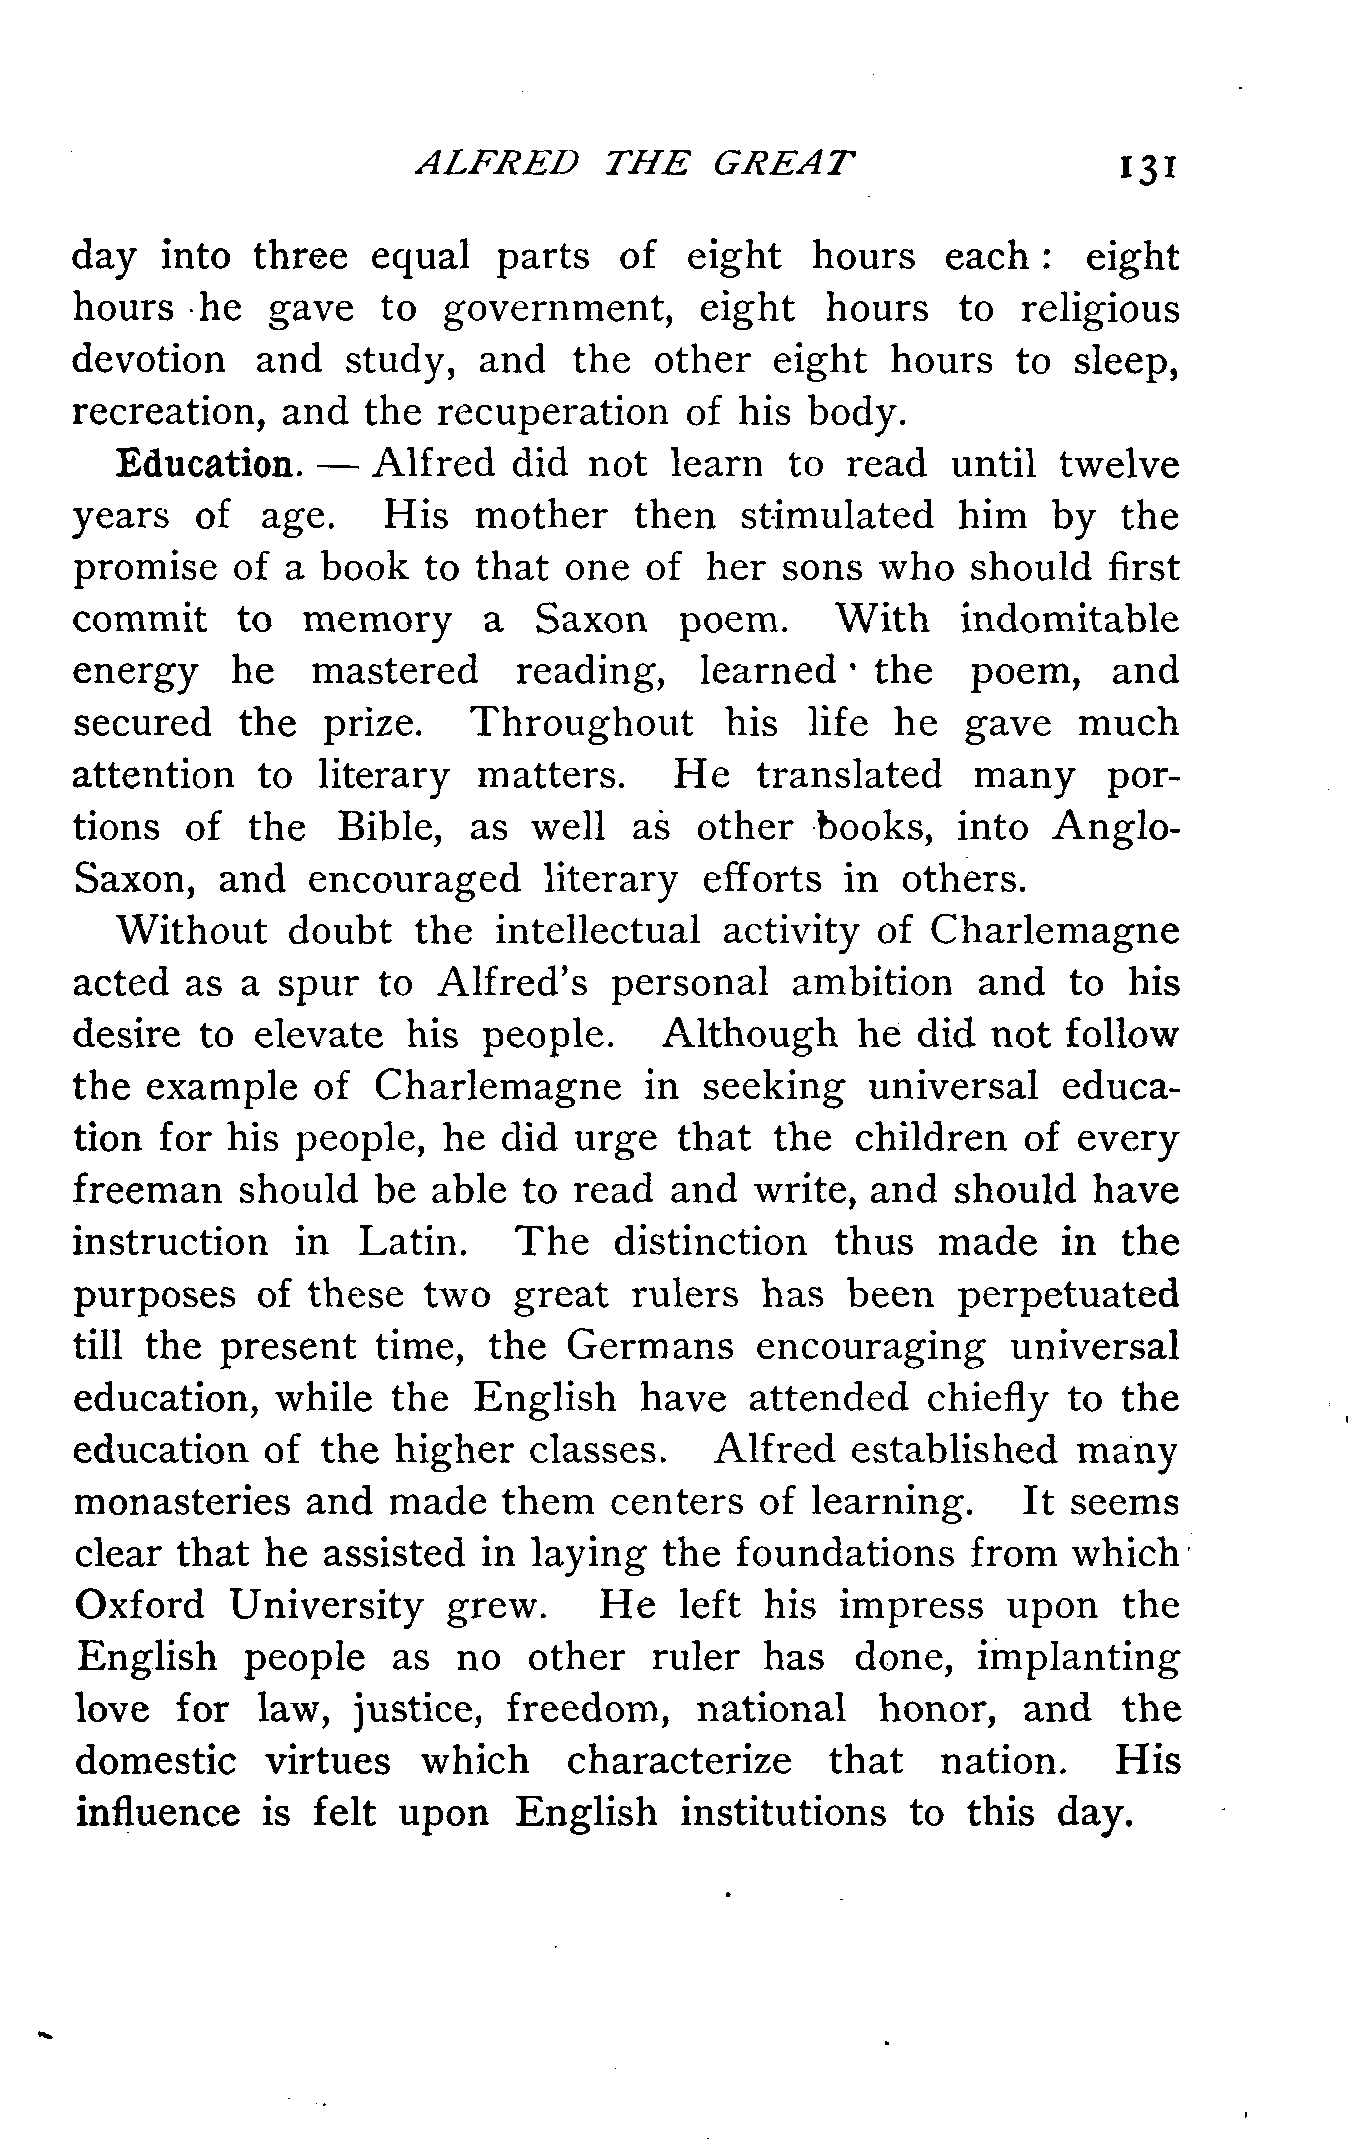 ALFRED THE GREAT 131
day into three equal parts of eight hours each : eight
hours he gave to government, eight hours to religious
devotion and study, and the other eight hours to sleep,
recreation, and the recuperation of his body.
Education. — Alfred did not learn to read until twelve
years of age. His mother then stimulated him by the
promise of a book to that one of her sons who should first
commit to memory a Saxon poem. With indomitable
energy he mastered reading, learned the poem, and
secured the prize. Throughout his life he gave much
attention to literary matters. He translated many por-
tions of the Bible, as well as other books, into Anglo-
Saxon, and encouraged literary efforts in others.
Without doubt the intellectual activity of Charlemagne
acted as a spur to Alfred's personal ambition and to his
desire to elevate his people. Although he did not follow
the example of Charlemagne in seeking universal educa-
tion for his people, he did urge that the children of every
freeman should be able to read and write, and should have
instruction in Latin. The distinction thus made in the
purposes of these two great rulers has been perpetuated
till the present time, the Germans encouraging universal
education, while the English have attended chiefly to the
education of the higher classes. Alfred established many
monasteries and made them centers of learning. It seems
clear that he assisted in laying the foundations from which
Oxford University grew. He left his impress upon the
English people as no other ruler has done, implanting
love for law, justice, freedom, national honor, and the
domestic virtues which characterize that nation. His
influence is felt upon English institutions to this day.